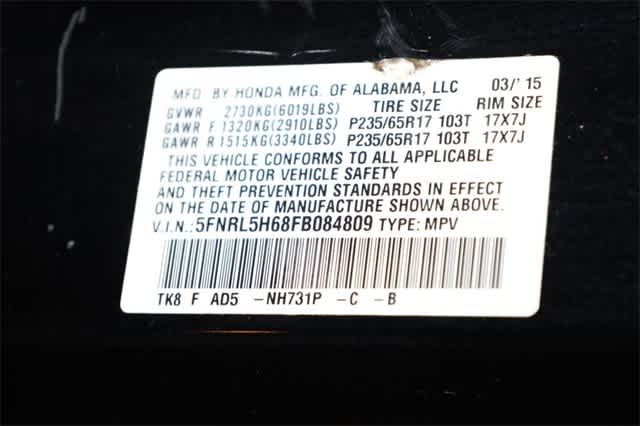 MFD. BY HONDA MFG. OF ALABAMA, LLC 03/'15
GVWR 2730KG(6019LBS) TIRE SIZE RIM SIZE
GAWR F 1320KG(2910LBS) P235/65R17 103T 17X7J
GAWR R 1515KG(3340LBS) P235/65R17 103T 17X7J
THIS VEHICLE CONFORMS TO ALL APPLICABLE
FEDERAL MOTOR VEHICLE SAFETY
AND THEFT PREVENTION STANDARDS IN EFFECT
ON THE DATE OF MANUFACTURE SHOWN ABOVE.
V.I.N.:5FNRL5H68FB084809 TYPE: MPV
TK8 F AD5 -NH731P -C -B